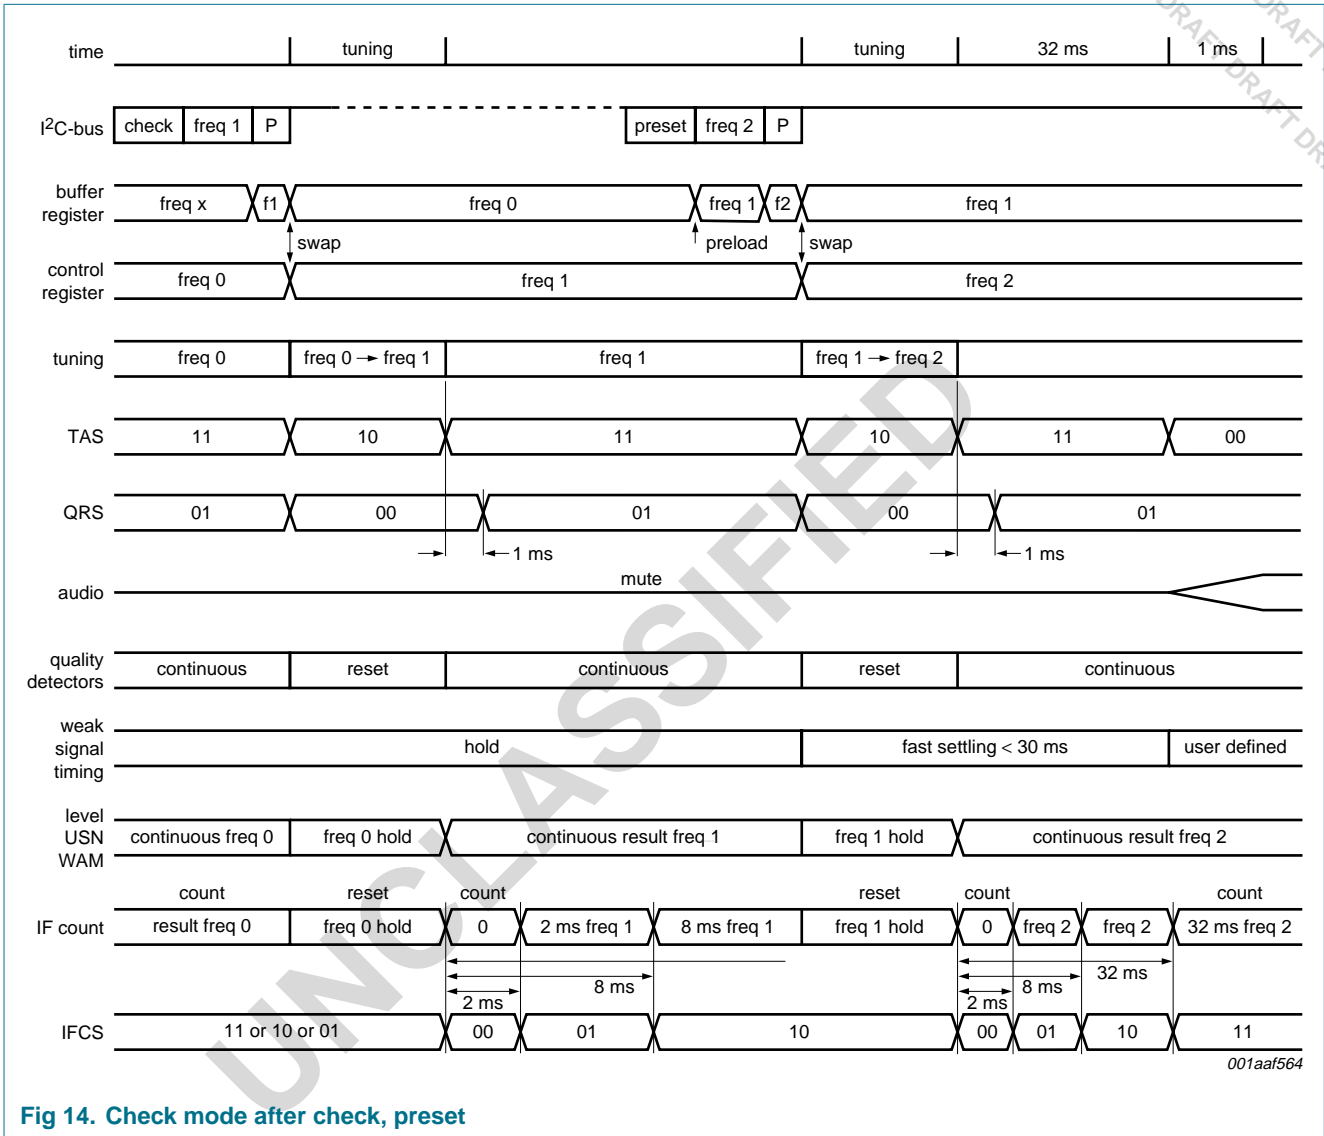 time tuning tuning 32 ms 1 ms
I2C-bus check freq 1 P preset freq 2 P
buffer
register
freq x f1 freq 0 freq 1 f2 freq 1
swap preload swap
control
register
freq 0 freq 1 freq 2
tuning freq 0 → freq 1 freq 1 freq 1 → freq 2
freq 0
TAS 11 10 11 10 11 00
QRS 01 00 01 00 01
1 ms 1 ms
audio mute
quality
detectors
continuous reset continuous reset continuous
weak
signal
timing
hold fast settling < 30 ms user defined
level
USN
WAM
continuous freq 0 freq 0 hold continuous result freq 1 freq 1 hold continuous result freq 2
count reset count reset count count
IF count result freq 0 freq 0 hold 0 2 ms freq 1 8 ms freq 1 freq 1 hold 0 freq 2 freq 2 32 ms freq 2
2 ms 8 ms 2 ms 8 ms 32 ms
IFCS 11 or 10 or 01 00 01 10 00 01 10 11
001aaf564
Fig 14. Check mode after check, preset
UNCLASSIFIED
DRAFT DRAFT DRAFT
DRAFT